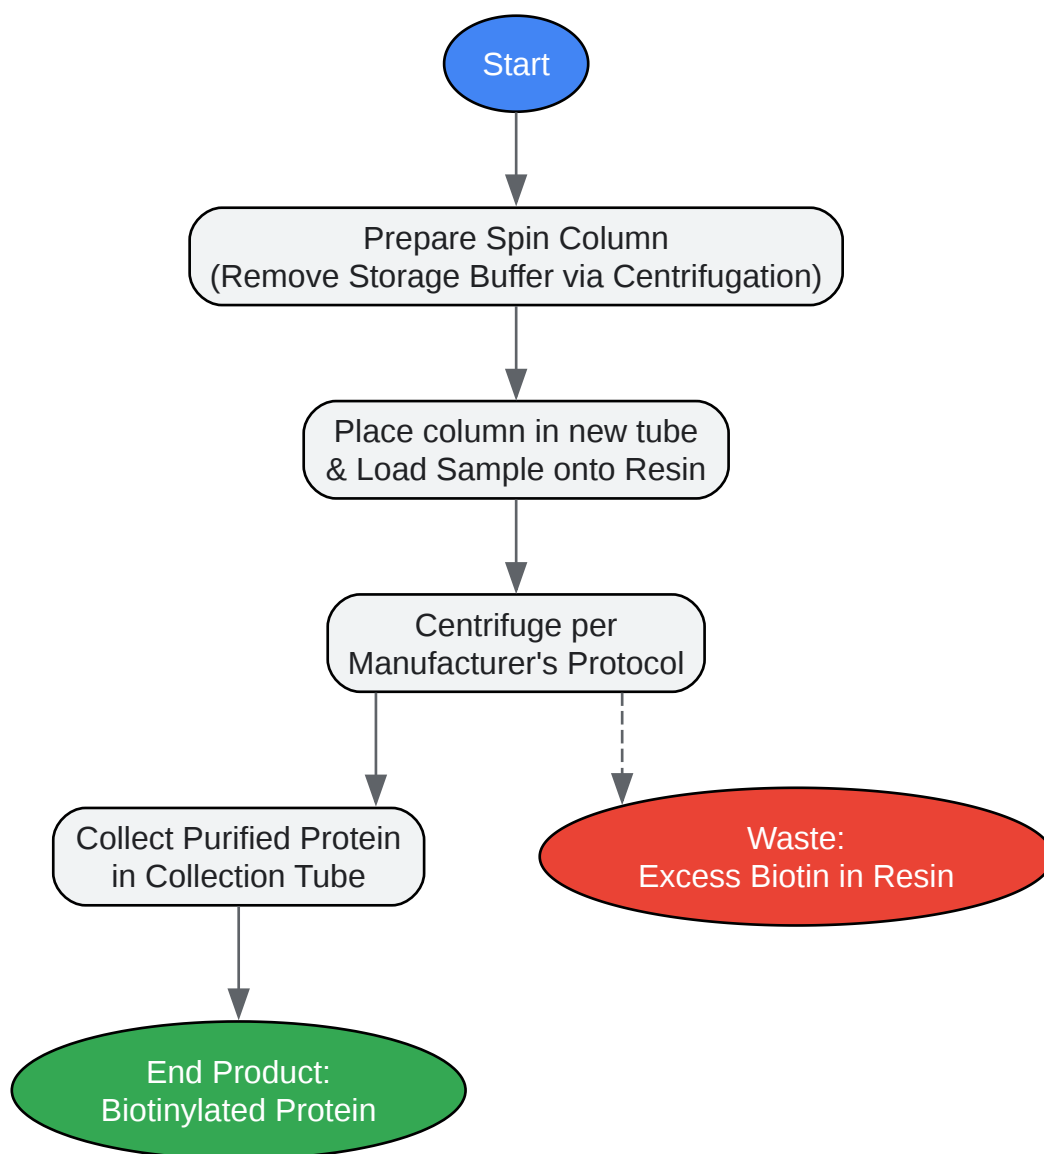 Start
Prepare Spin Column
(Remove Storage Buffer via Centrifugation)
Place column in new tube
& Load Sample onto Resin
Centrifuge per
Manufacturer's Protocol
Collect Purified Protein
in Collection Tube
Waste:
Excess Biotin in Resin
End Product:
Biotinylated Protein